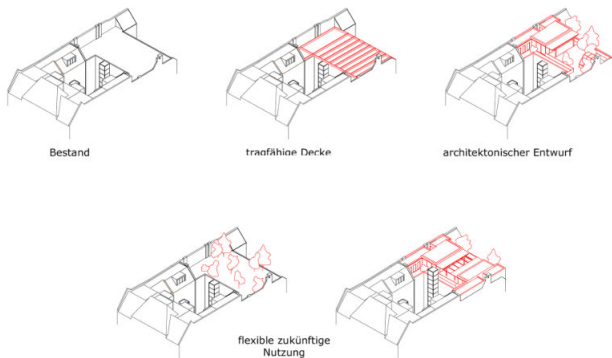 Bestand
tragfähige Decke
architektonischer Entwurf
flexible zukünftige
Nutzung